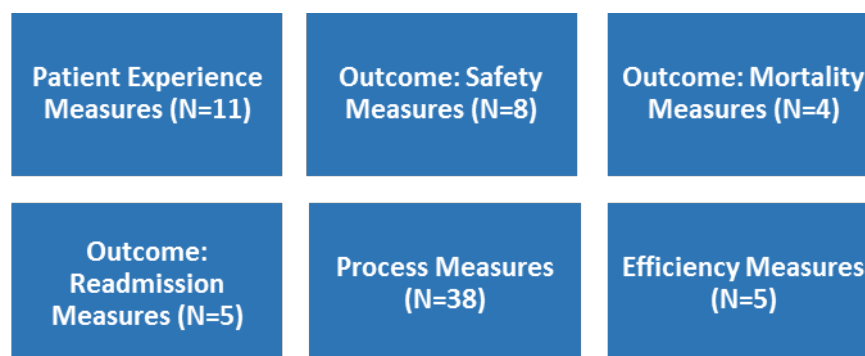 Patient Experience
Measures (N=11)
Outcome: Safety
Measures (N=8)
Outcome: Mortality
Measures (N=4)
Outcome:
Readmission
Measures (N=5)
Process Measures
(N=38)
Efficiency Measures
(N=5)